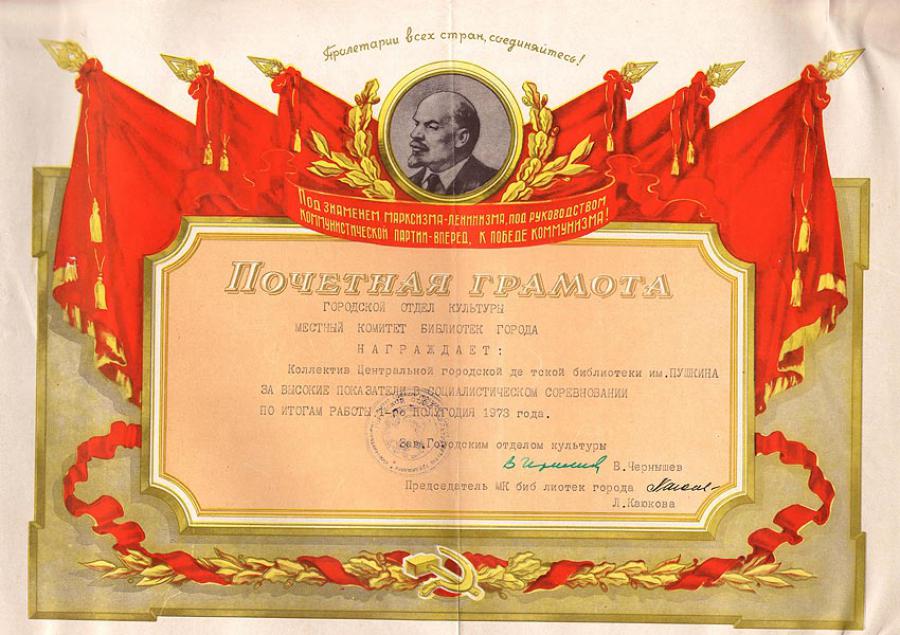 Пролетарии всех стран, соединяйтесь!
Под знаменем марксизма-ленинизма, под руководством
Коммунистической партии-вперед, к победе коммунизма!
Почетная грамота
ГОРОДСКОЙ ОТДЕЛ КУЛЬТУРЫ
МЕСТНЫЙ КОМИТЕТ БИБЛИОТЕК ГОРОДА
НАГРАЖДАЕТ:
Коллектив Центральной городской де тской библиотеки им.ПУШКИНА
ЗА ВЫСОКИЕ ПОКАЗАТЕЛИ В СОЦИАЛИСТИЧЕСКОМ СОРЕВНОВАНИИ
ПО ИТОГАМ РАБОТЫ 1-го ПОЛУГОДИЯ 1973 года.
Зав.Городским отделом культуры
В.Чернышев
Председатель МК биб лиотек города
Л.Каюкова